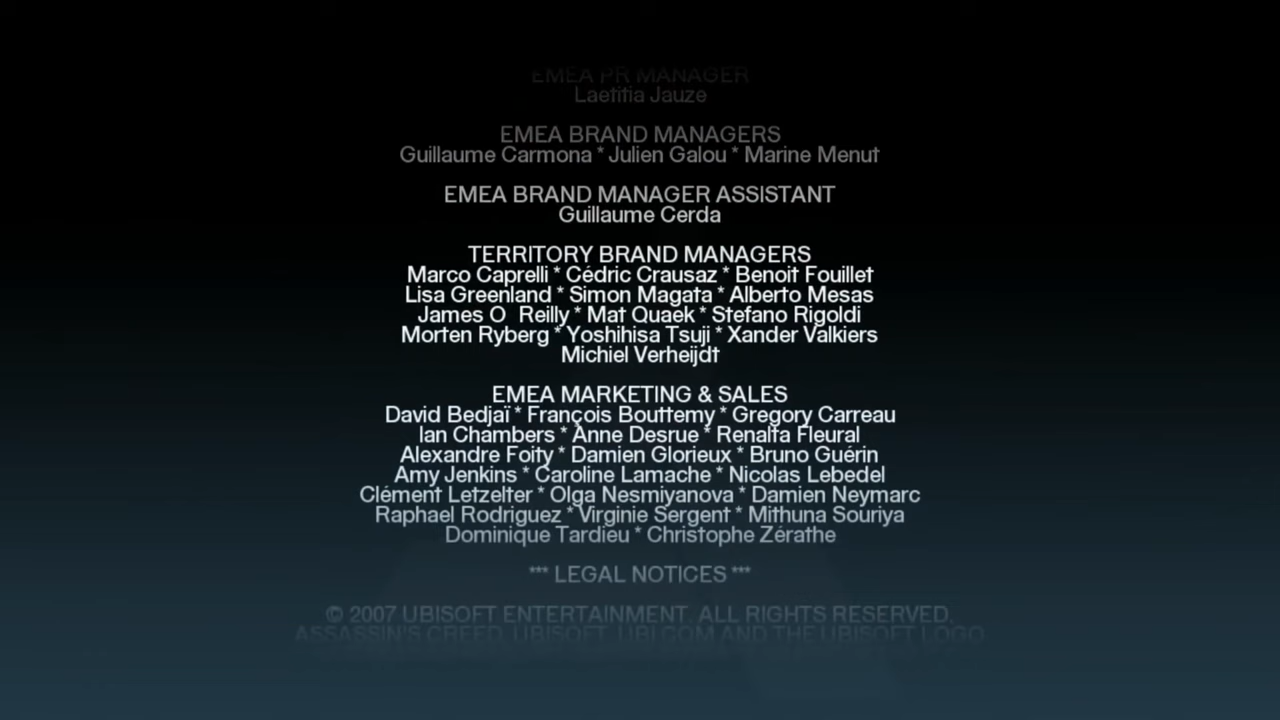 EMEA PR MANAGER
Laetitia Jauze
EMEA BRAND MANAGERS
Guillaume Carmona * Julien Galou * Marine Menut
EMEA BRAND MANAGER ASSISTANT
Guillaume Cerda
TERRITORY BRAND MANAGERS
Marco Caprelli * Cédric Crausaz * Benoit Fouillet
Lisa Greenland * Simon Magata * Alberto Mesas
James O  Reilly * Mat Quaek * Stefano Rigoldi
Morten Ryberg * Yoshihisa Tsuji * Xander Valkiers
Michiel Verheijdt
EMEA MARKETING & SALES
David Bedjaï * François Bouttemy * Gregory Carreau
Ian Chambers * Anne Desrue * Renalta Fleural
Alexandre Foity * Damien Glorieux * Bruno Guérin
Amy Jenkins * Caroline Lamache * Nicolas Lebedel
Clément Letzelter * Olga Nesmiyanova * Damien Neymarc
Raphael Rodriguez * Virginie Sergent * Mithuna Souriya
Dominique Tardieu * Christophe Zérathe
*** LEGAL NOTICES ***
© 2007 UBISOFT ENTERTAINMENT. ALL RIGHTS RESERVED.
ASSASSIN'S CREED, UBISOFT, UBI.COM AND THE UBISOFT LOGO